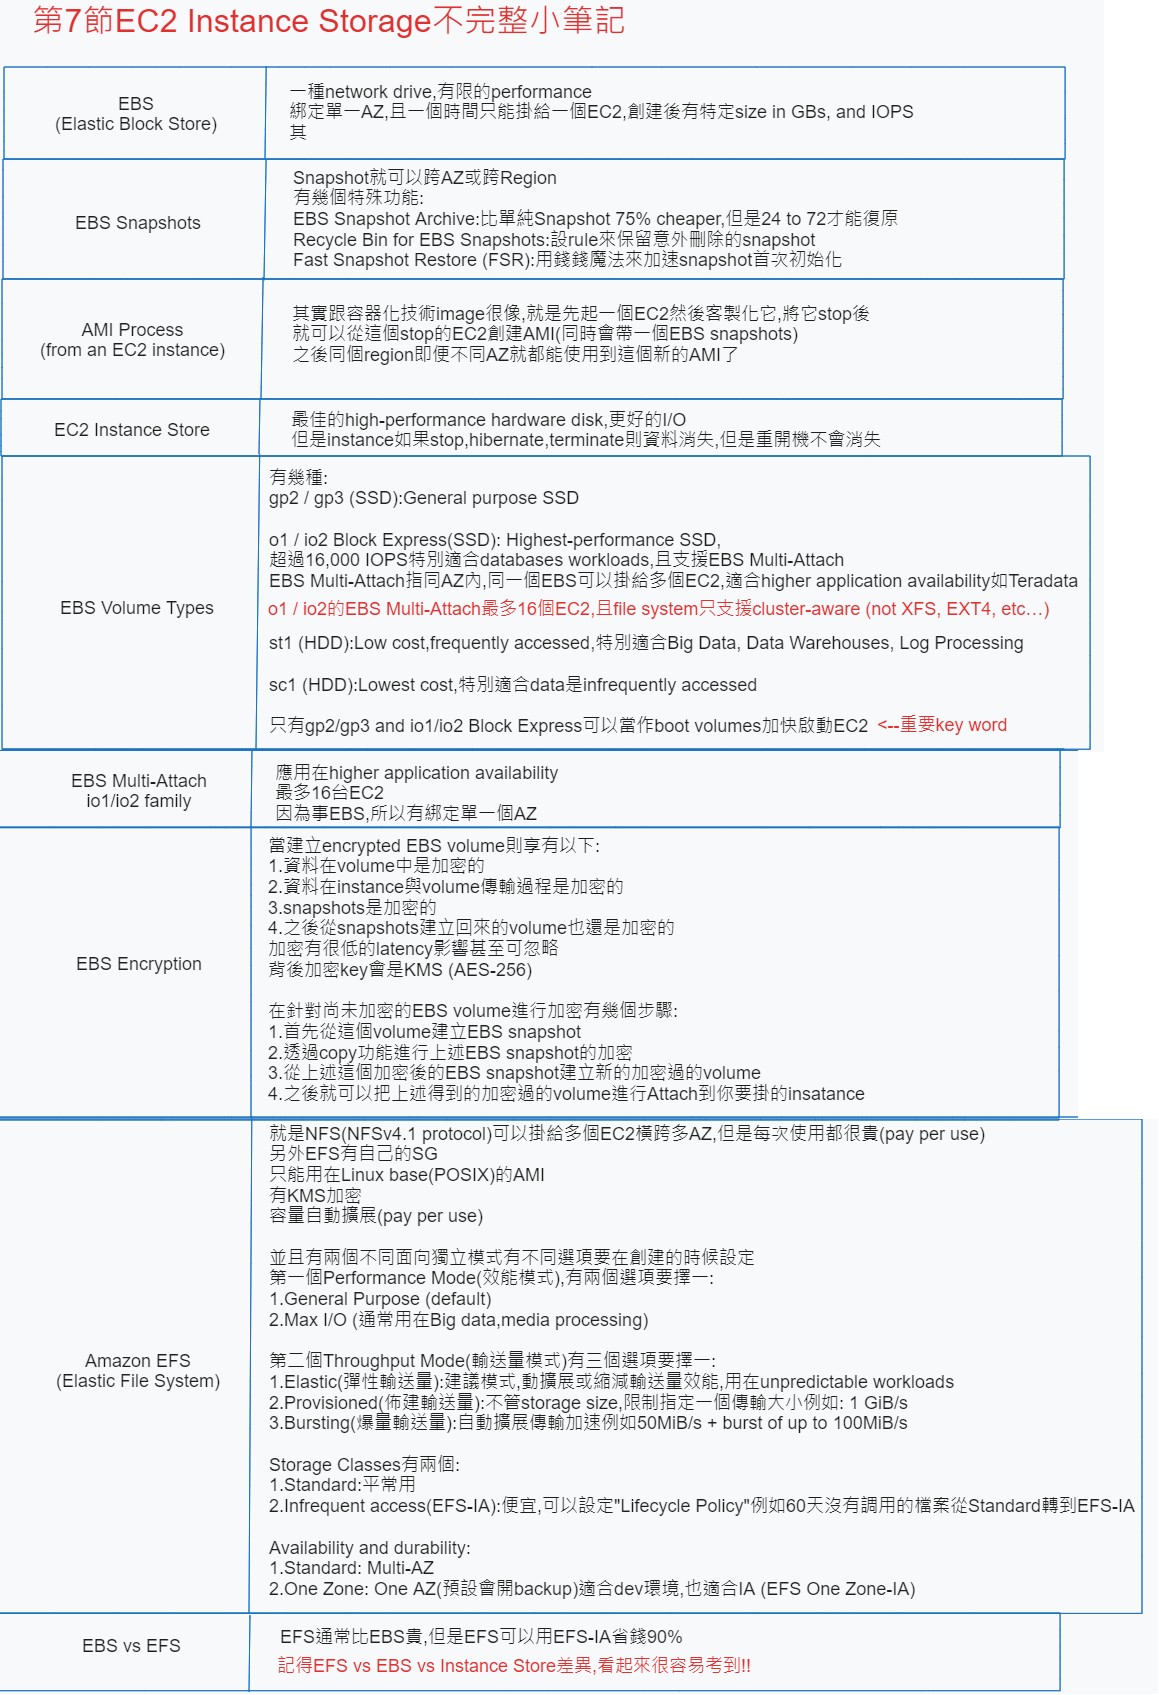 第7節EC2 Instance Storage不完整小筆記
EBS
(Elastic Block Store)
一種network drive,有限的performance
綁定單一AZ,且一個時間只能掛給一個EC2,創建後有特定size in GBs, and IOPS
其
EBS Snapshots
Snapshot就可以跨AZ或跨Region
有幾個特殊功能:
EBS Snapshot Archive:比單純Snapshot 75% cheaper,但是24 to 72才能復原
Recycle Bin for EBS Snapshots:設rule來保留意外刪除的snapshot
Fast Snapshot Restore (FSR):用錢錢魔法來加速snapshot首次初始化
AMI Process
(from an EC2 instance)
其實跟容器化技術image很像,就是先起一個EC2然後客製化它,將它stop後
就可以從這個stop的EC2創建AMI(同時會帶一個EBS snapshots)
之後同個region即便不同AZ就都能使用到這個新的AMI了
EC2 Instance Store
最佳的high-performance hardware disk,更好的I/O
但是instance如果stop,hibernate,terminate則資料消失,但是重開機不會消失
EBS Volume Types
有幾種:
gp2 / gp3 (SSD):General purpose SSD
o1 / io2 Block Express(SSD): Highest-performance SSD,
超過16,000 IOPS特別適合databases workloads,且支援EBS Multi-Attach
EBS Multi-Attach指同AZ內,同一個EBS可以掛給多個EC2,適合higher application availability如Teradata
o1 / io2的EBS Multi-Attach最多16個EC2,且file system只支援cluster-aware (not XFS, EXT4, etc…)
st1 (HDD):Low cost,frequently accessed,特別適合Big Data, Data Warehouses, Log Processing
sc1 (HDD):Lowest cost,特別適合data是infrequently accessed
只有gp2/gp3 and io1/io2 Block Express可以當作boot volumes加快啟動EC2 <--重要key word
EBS Multi-Attach
io1/io2 family
應用在higher application availability
最多16台EC2
因為事EBS,所以有綁定單一個AZ
EBS Encryption
當建立encrypted EBS volume則享有以下:
1.資料在volume中是加密的
2.資料在instance與volume傳輸過程是加密的
3.snapshots是加密的
4.之後從snapshots建立回來的volume也還是加密的
加密有很低的latency影響甚至可忽略
背後加密key會是KMS (AES-256)
在針對尚未加密的EBS volume進行加密有幾個步驟:
1.首先從這個volume建立EBS snapshot
2.透過copy功能進行上述EBS snapshot的加密
3.從上述這個加密後的EBS snapshot建立新的加密過的volume
4.之後就可以把上述得到的加密過的volume進行Attach到你要掛的insatance
Amazon EFS
(Elastic File System)
就是NFS(NFSv4.1 protocol)可以掛給多個EC2橫跨多AZ,但是每次使用都很貴(pay per use)
另外EFS有自己的SG
只能用在Linux base(POSIX)的AMI
有KMS加密
容量自動擴展(pay per use)
並且有兩個不同面向獨立模式有不同選項要在創建的時候設定
第一個Performance Mode(效能模式),有兩個選項要擇一:
1.General Purpose (default)
2.Max I/O (通常用在Big data,media processing)
第二個Throughput Mode(輸送量模式)有三個選項要擇一:
1.Elastic(彈性輸送量):建議模式,動擴展或縮減輸送量效能,用在unpredictable workloads
2.Provisioned(佈建輸送量):不管storage size,限制指定一個傳輸大小例如: 1 GiB/s
3.Bursting(爆量輸送量):自動擴展傳輸加速例如50MiB/s + burst of up to 100MiB/s
Storage Classes有兩個:
1.Standard:平常用
2.Infrequent access(EFS-IA):便宜,可以設定"Lifecycle Policy"例如60天沒有調用的檔案從Standard轉到EFS-IA
Availability and durability:
1.Standard: Multi-AZ
2.One Zone: One AZ(預設會開backup)適合dev環境,也適合IA (EFS One Zone-IA)
EBS vs EFS
EFS通常比EBS貴,但是EFS可以用EFS-IA省錢90%
記得EFS vs EBS vs Instance Store差異,看起來很容易考到!!